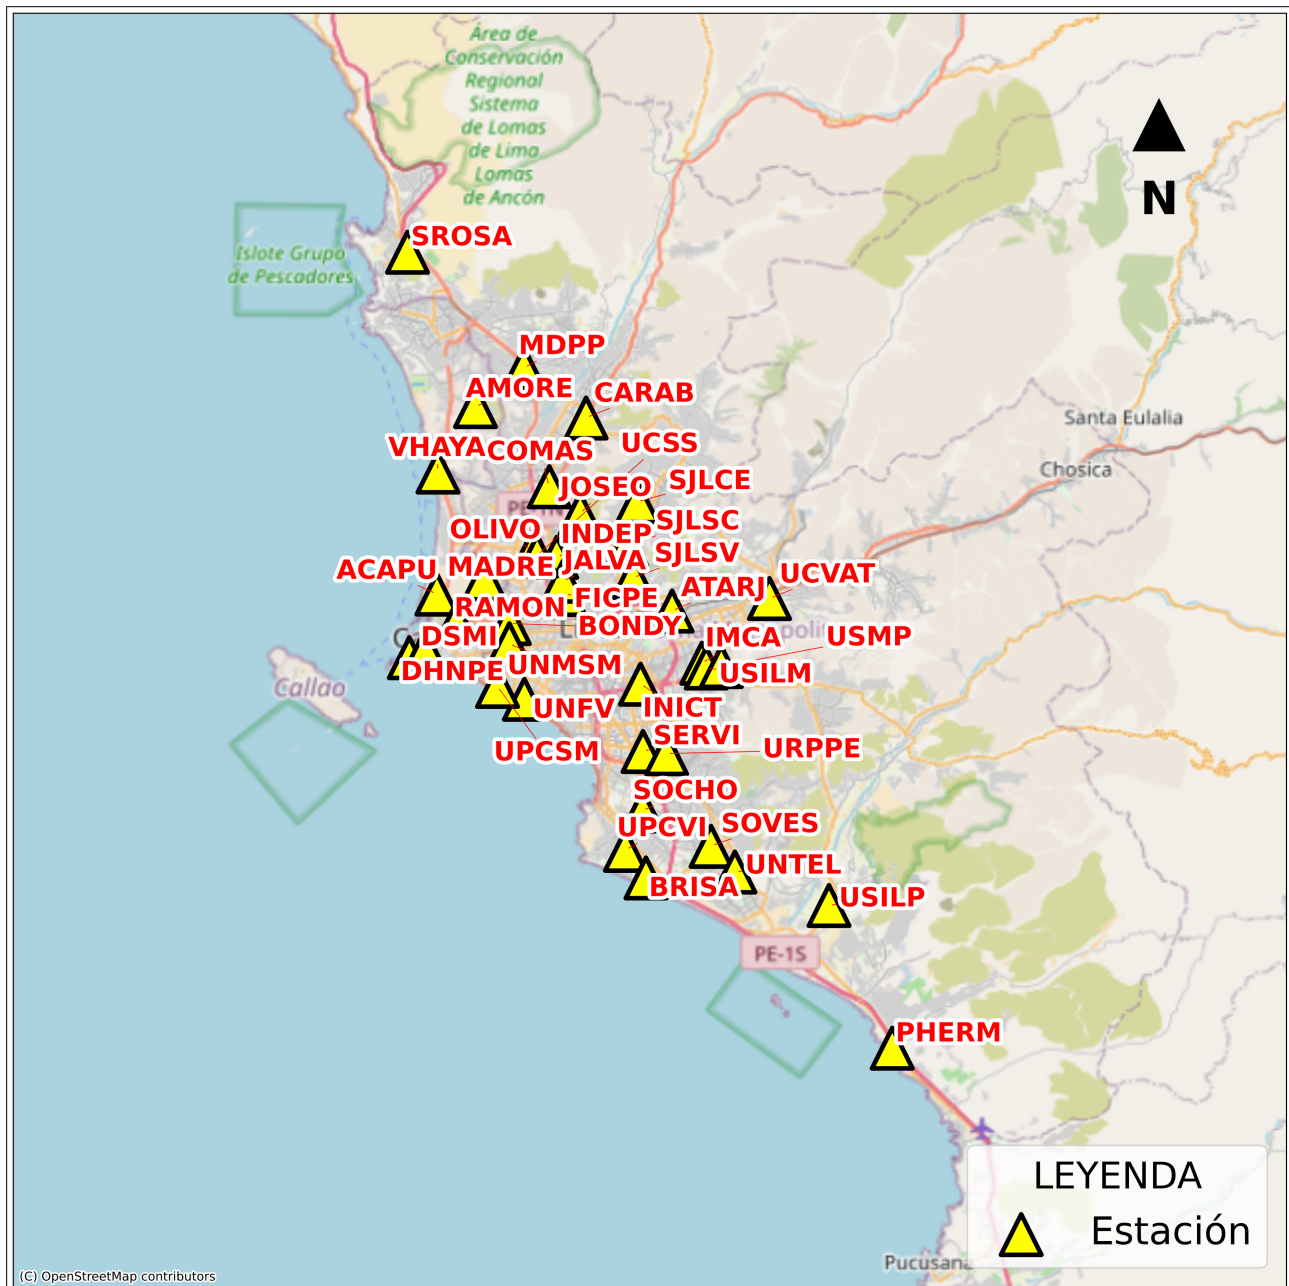 Área de
Conservación
Regional
Sistema
de Lomas
de Lima
Lomas
de Ancón
N
SROSA
Islote Grupo
de Pescadores
MDPP
AMORE
CARAB
Santa Eulalia
VHAYA
COMAS
UCSS
Chosica
JOSEO
SJLCE
OLIVO
INDEP
SJLSC
ACAPU
MADRE
JALVA
SJLSV
UCVAT
RAMON
FICPE
ATARJ
DSMI
BONDY
IMCA
USMP
DHNPE
UNMSM
USILM
Callao
UNFV
INICT
UPCSM
SERVI
URPPE
SOCHO
UPCVI
SOVES
BRISA
UNTEL
USILP
PE-1S
PHERM
LEYENDA
Estación
Pucusana
(C) OpenStreetMap contributors